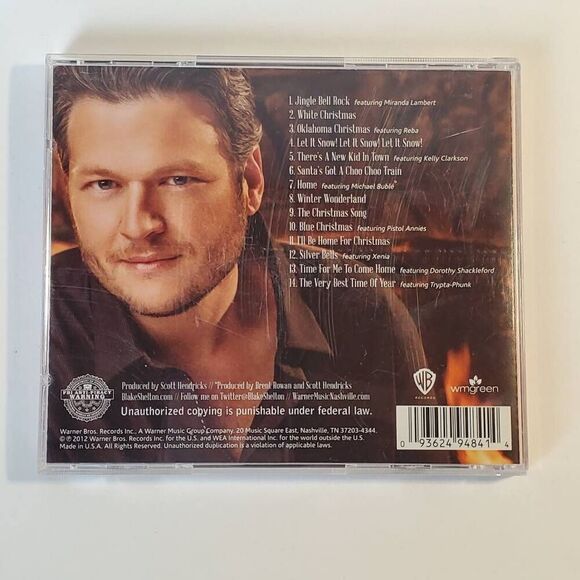 1. Jingle Bell Rock featuring Miranda Lambert
2. White Christmas
3. Oklahoma Christmas featuring Reba
4. Let It Snow! Let It Snow! Let It Snow!
5. There's A New Kid In Town featuring Kelly Clarkson
6. Santa's Got A Choo Choo Train
7. Home featuring Michael Bublé*
8. Winter Wonderland
9. The Christmas Song
10. Blue Christmas featuring Pistol Annies
11. I'll Be Home For Christmas
12. Silver Bells featuring Xenia
13. Time For Me To Come Home featuring Dorothy Shackleford
14. The Very Best Time Of Year featuring Trypta-Phunk
FBI ANTI-PIRACY
WARNING
Produced by Scott Hendricks // *Produced by Brent Rowan and Scott Hendricks
BlakeShelton.com // Follow me on Twitter@BlakeShelton // WarnerMusicNashville.com
Unauthorized copying is punishable under federal law.
WB
RECORDS
wmgreen
Warner Bros. Records Inc., A Warner Music Group Company, 20 Music Square East, Nashville, TN 37203-4344.
© ℗ 2012 Warner Bros. Records Inc. for the U.S. and WEA International Inc. for the world outside the U.S.
Made in U.S.A. All Rights Reserved. Unauthorized duplication is a violation of applicable laws.
0 93624 94841 4